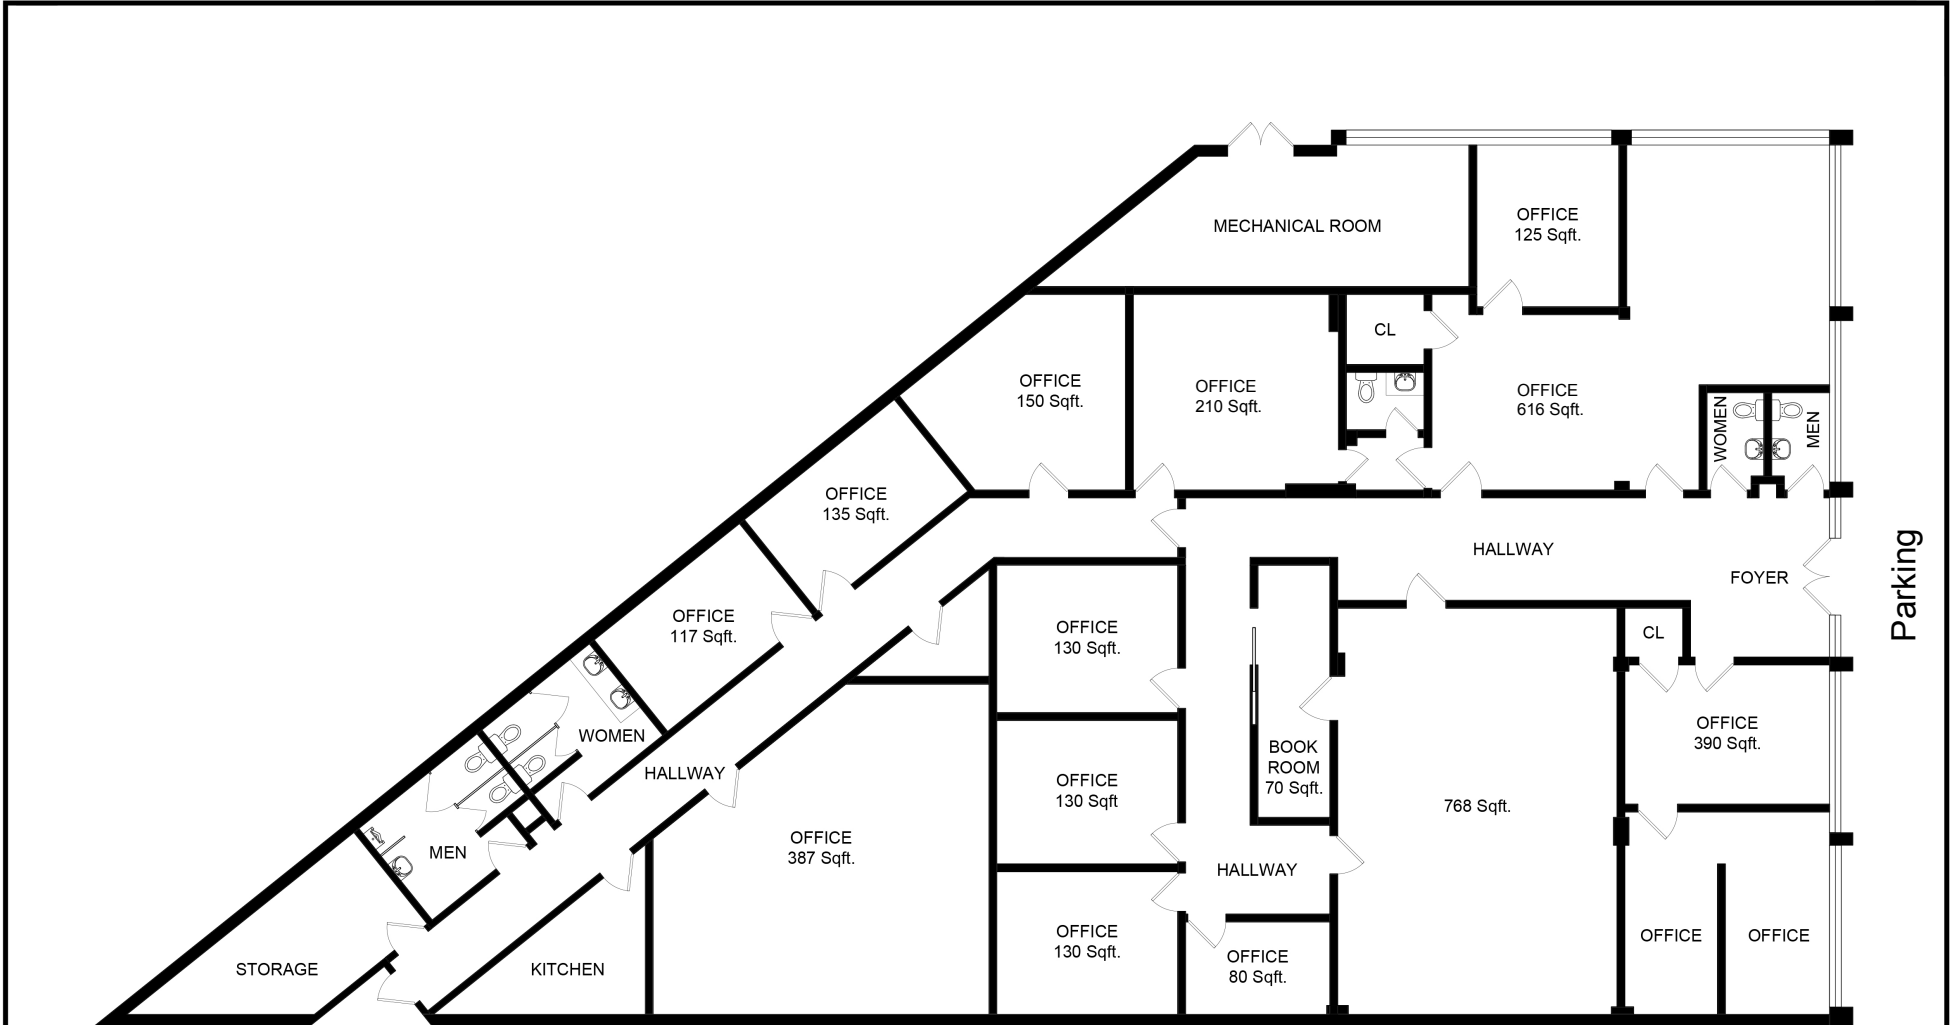 MECHANICAL ROOM
OFFICE
125 Sqft.
CL
OFFICE
150 Sqft.
OFFICE
210 Sqft.
OFFICE
616 Sqft.
WOMEN
MEN
OFFICE
135 Sqft.
HALLWAY
FOYER
Parking
OFFICE
117 Sqft.
OFFICE
130 Sqft.
CL
WOMEN
HALLWAY
OFFICE
390 Sqft.
BOOK
ROOM
70 Sqft.
OFFICE
130 Sqft
768 Sqft.
OFFICE
387 Sqft.
MEN
HALLWAY
STORAGE
KITCHEN
OFFICE
130 Sqft.
OFFICE
80 Sqft.
OFFICE
OFFICE